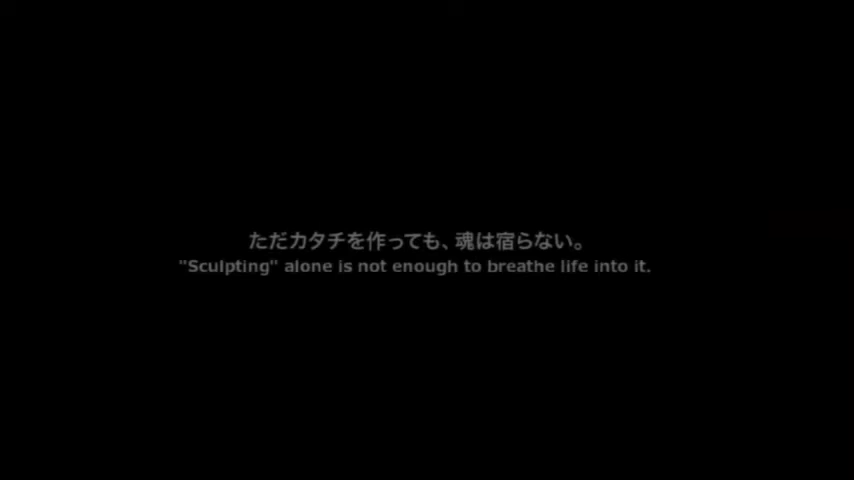 ただカタチを作っても、魂は宿らない。
"Sculpting" alone is not enough to breathe life into it.